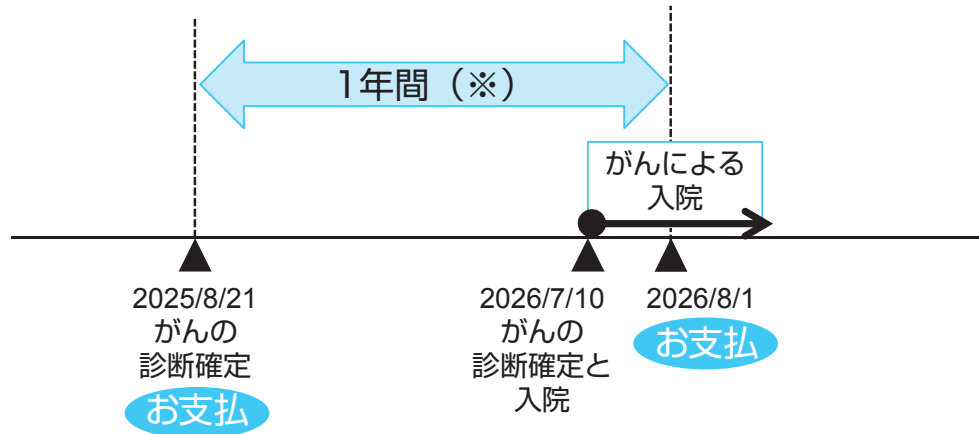 1年間（※）
がんによる
入院
2025/8/21
がんの
診断確定
お支払
2026/7/10
がんの
診断確定と
入院
2026/8/1
お支払